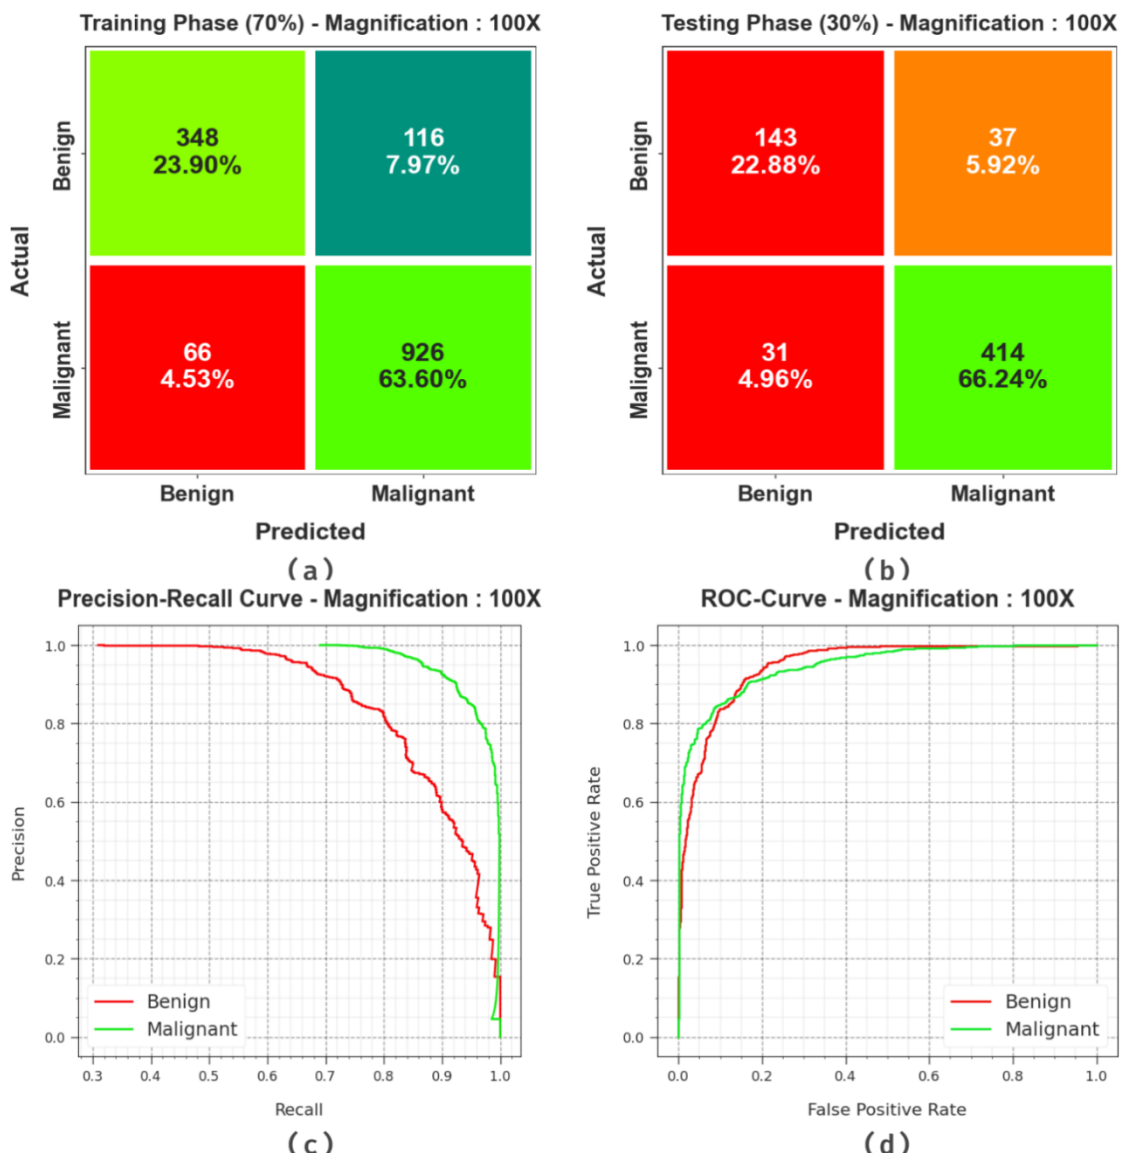 Training Phase (70%) - Magnification : 100X
Actual
Benign
348
23.90%
116
7.97%
Malignant
66
4.53%
926
63.60%
Benign
Malignant
Predicted
(a)
Testing Phase (30%) - Magnification : 100X
Actual
Benign
143
22.88%
37
5.92%
Malignant
31
4.96%
414
66.24%
Benign
Malignant
Predicted
(b)
Precision-Recall Curve - Magnification : 100X
Precision
1.0
0.8
0.6
0.4
0.2
0.0
Benign
Malignant
0.3 0.4 0.5 0.6 0.7 0.8 0.9 1.0
Recall
(c)
ROC-Curve - Magnification : 100X
True Positive Rate
1.0
0.8
0.6
0.4
0.2
0.0
Benign
Malignant
0.0 0.2 0.4 0.6 0.8 1.0
False Positive Rate
(d)